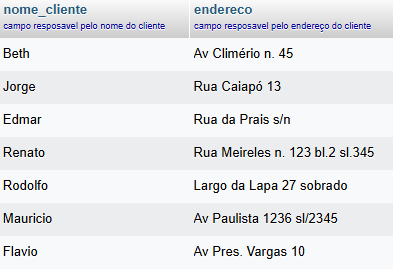 nome_cliente endereco
campo resposavel pelo nome do cliente campo resposavel pelo endereço do cliente
Beth Av Climério n. 45
Jorge Rua Caiapó 13
Edmar Rua da Prais s/n
Renato Rua Meireles n. 123 bl.2 sl.345
Rodolfo Largo da Lapa 27 sobrado
Mauricio Av Paulista 1236 sl/2345
Flavio Av Pres. Vargas 10